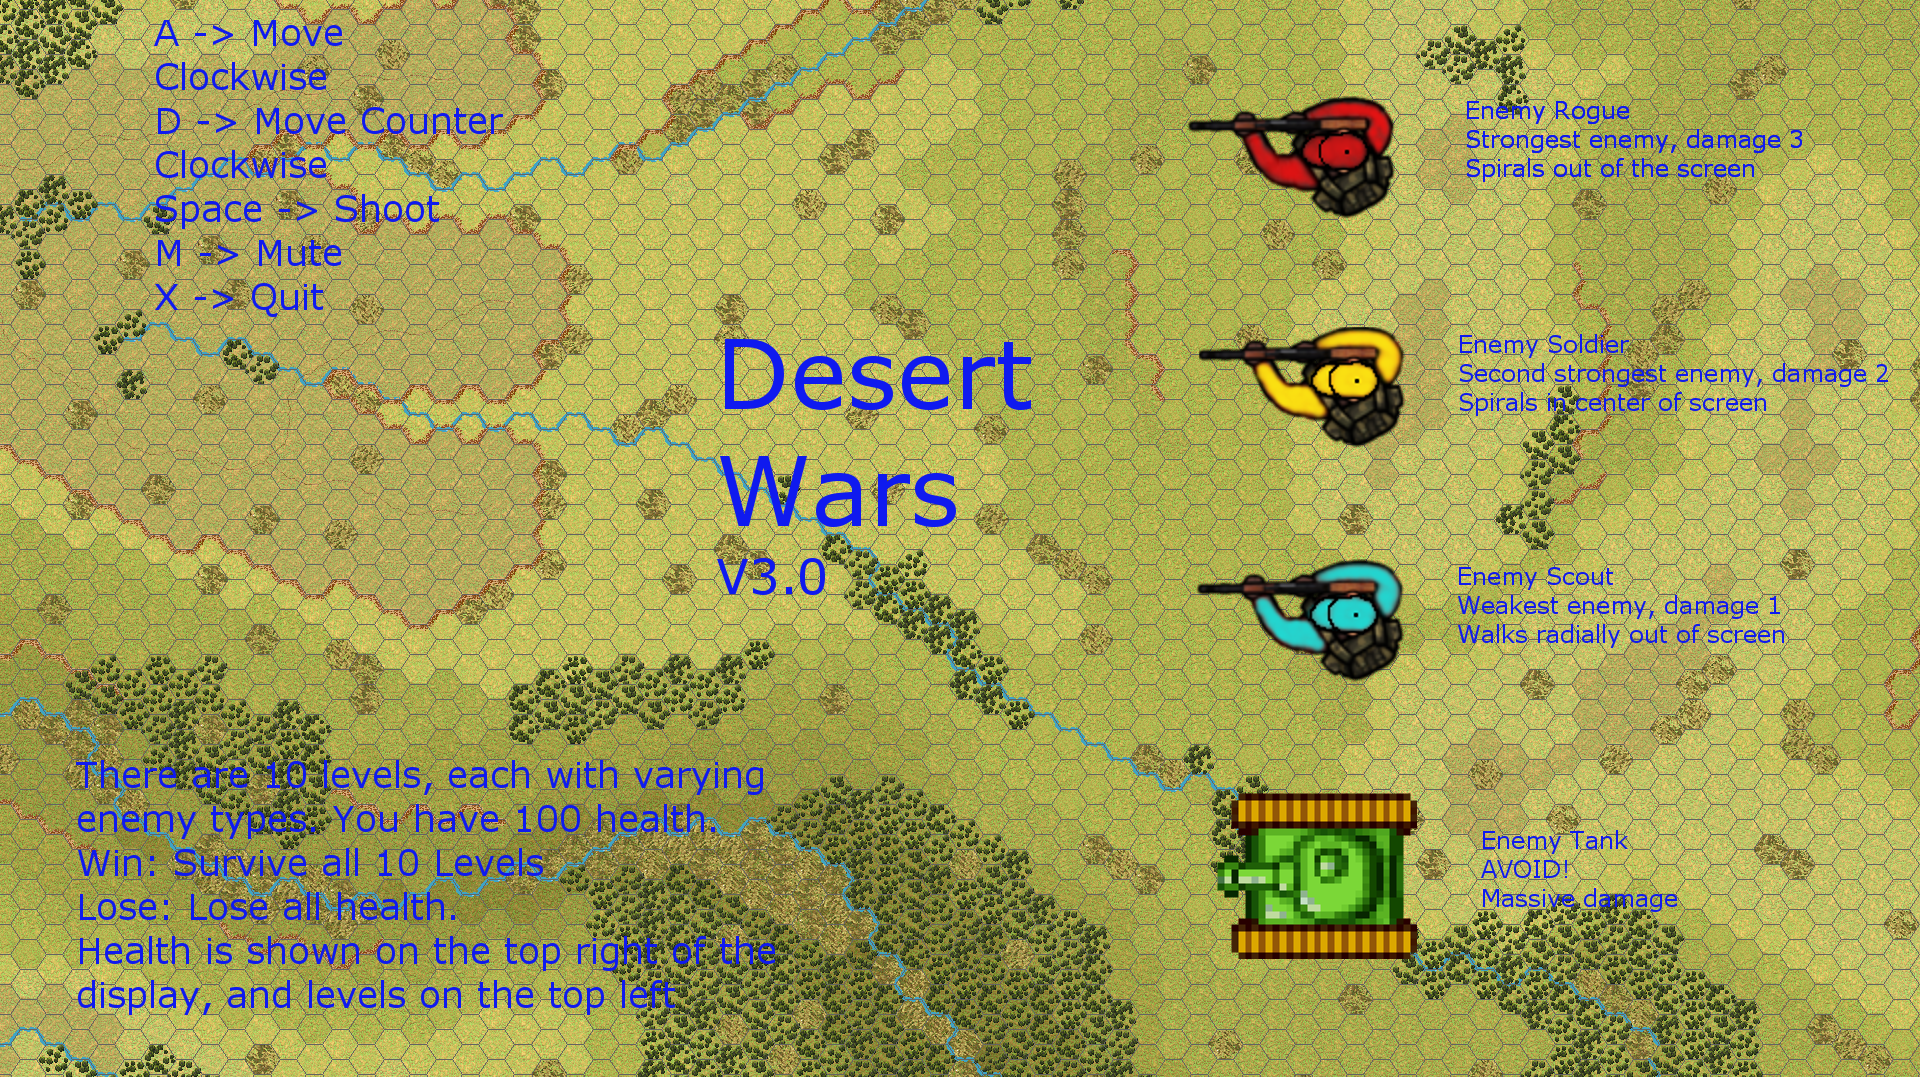 A -> Move
Clockwise
D -> Move Counter
Clockwise
Space -> Shoot
M -> Mute
X -> Quit
Desert
Wars
V3.0
Enemy Rogue
Strongest enemy, damage 3
Spirals out of the screen
Enemy Soldier
Second strongest enemy, damage 2
Spirals in center of screen
Enemy Scout
Weakest enemy, damage 1
Walks radially out of screen
Enemy Tank
AVOID!
Massive damage
There are 10 levels, each with varying
enemy types. You have 100 health.
Win: Survive all 10 Levels
Lose: Lose all health.
Health is shown on the top right of the
display, and levels on the top left